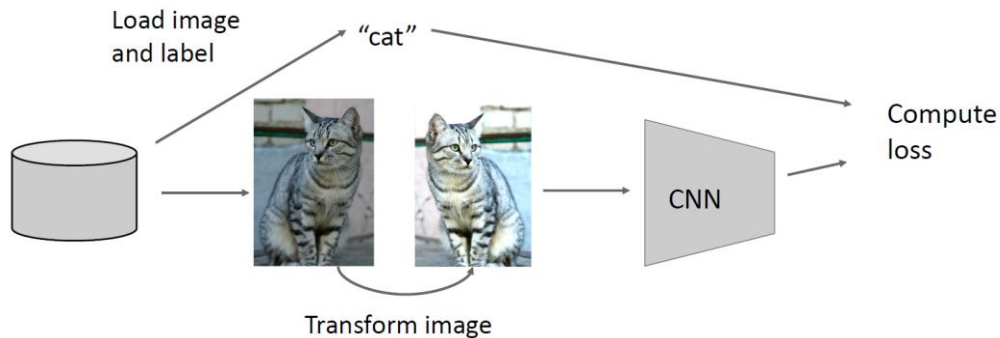 Load image
and label
“cat”
Compute
loss
CNN
Transform image